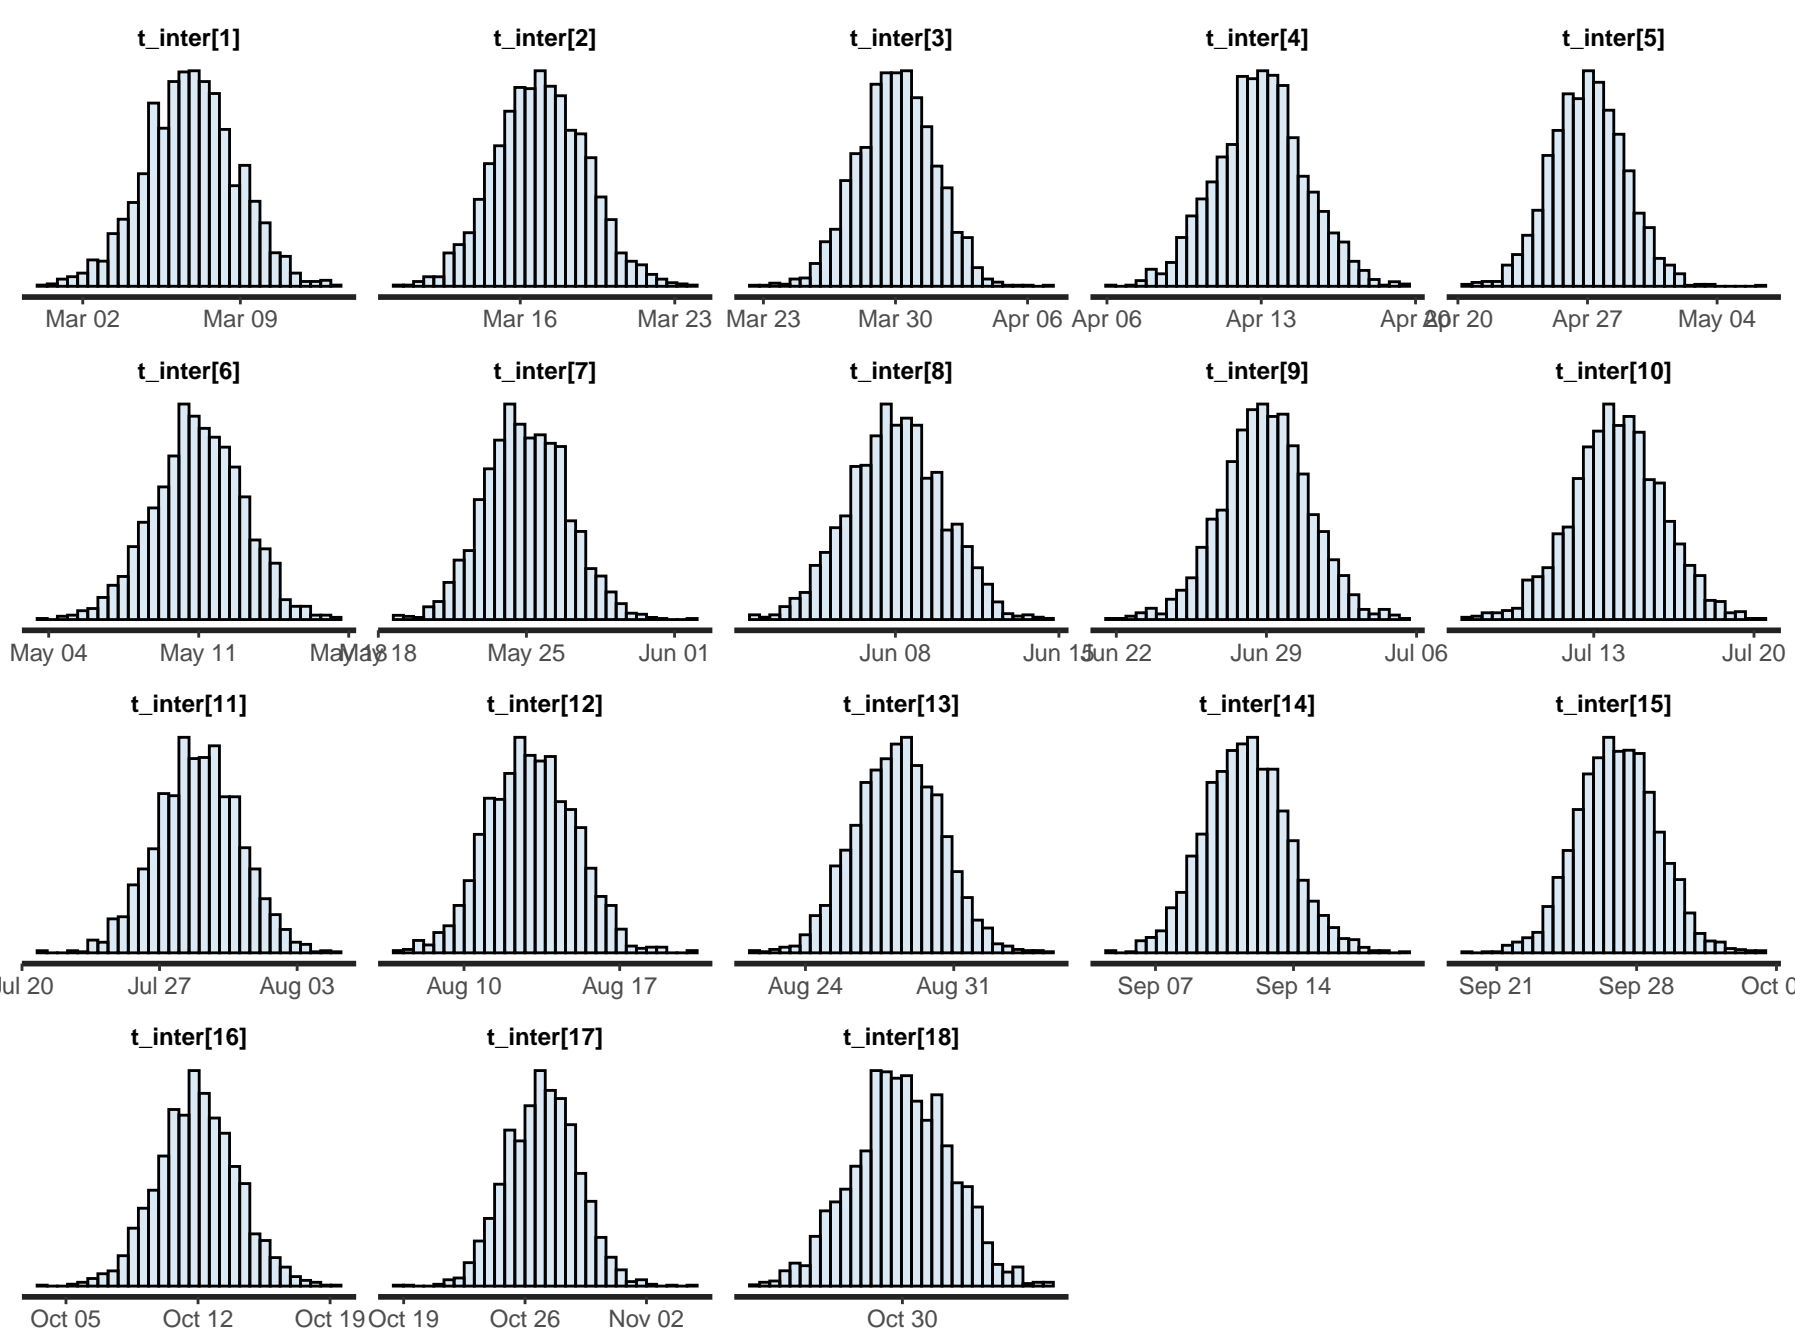 t_inter[1] t_inter[2] t_inter[3] t_inter[4] t_inter[5]
Mar 02 Mar 09 Mar 16 Mar 23 Mar 23 Mar 30 Apr 06 Apr 06 Apr 13 Apr 20 Apr 20 Apr 27 May 04
t_inter[6] t_inter[7] t_inter[8] t_inter[9] t_inter[10]
May 04 May 11 May 18 May 18 May 25 Jun 01 Jun 08 Jun 15 Jun 22 Jun 29 Jul 06 Jul 13 Jul 20
t_inter[11] t_inter[12] t_inter[13] t_inter[14] t_inter[15]
Jul 20 Jul 27 Aug 03 Aug 10 Aug 17 Aug 24 Aug 31 Sep 07 Sep 14 Sep 21 Sep 28 Oct 0
t_inter[16] t_inter[17] t_inter[18]
Oct 05 Oct 12 Oct 19 Oct 19 Oct 26 Nov 02 Oct 30